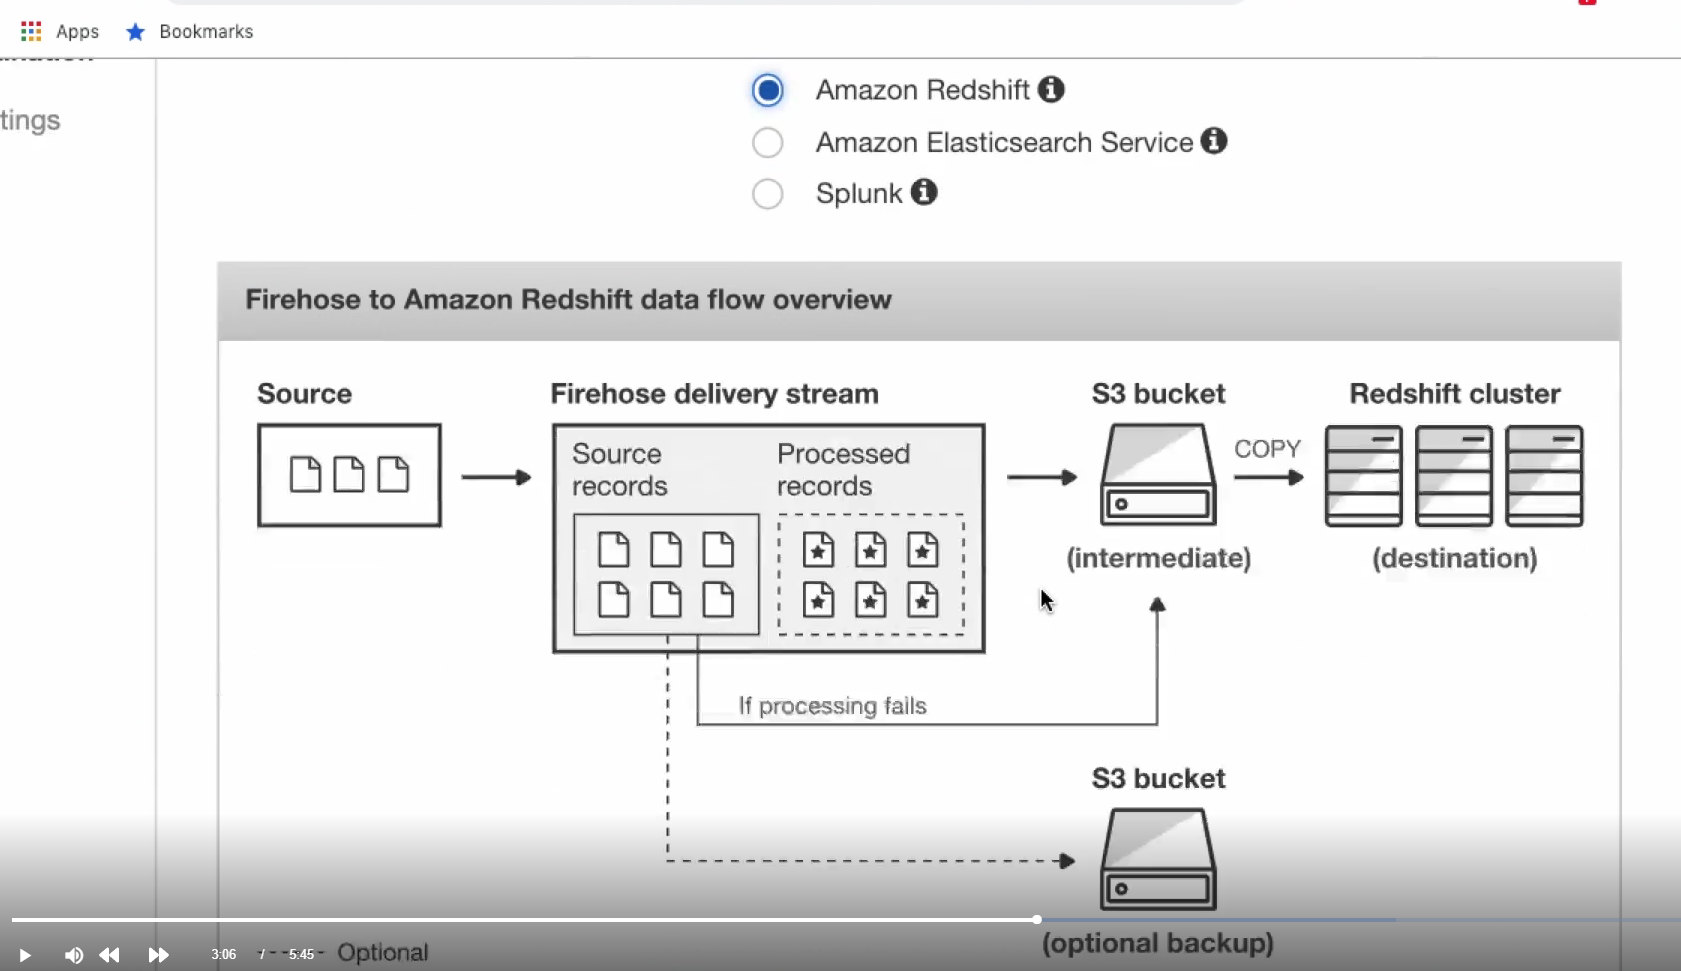 Apps
Bookmarks
tings
Amazon Redshift
Amazon Elasticsearch Service
Splunk
Firehose to Amazon Redshift data flow overview
Source
Firehose delivery stream
S3 bucket
Redshift cluster
Source records
Processed records
COPY
(intermediate)
(destination)
If processing fails
S3 bucket
(optional backup)
Optional
3:06 / 5:45